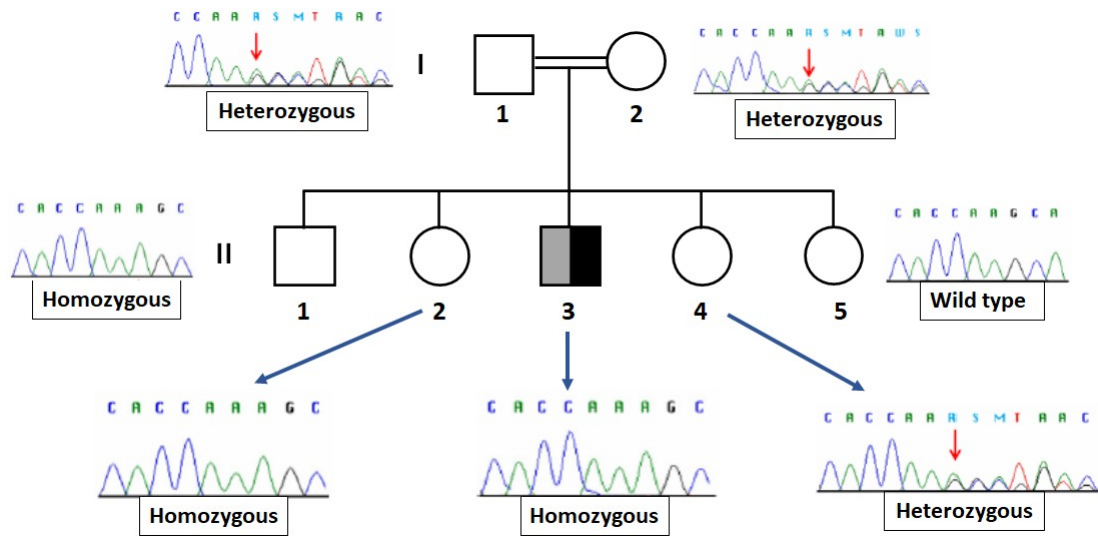 C C A A R S M T R A C
Heterozygous
I
1
2
C A C C A A R S M T A W S
Heterozygous
C A C C A A A G C
Homozygous
II
1
2
3
4
5
C A C C A A G C A
Wild type
C A C C A A A G C
Homozygous
C A C C A A A G C
Homozygous
C A C C A A R S M T A A C
Heterozygous